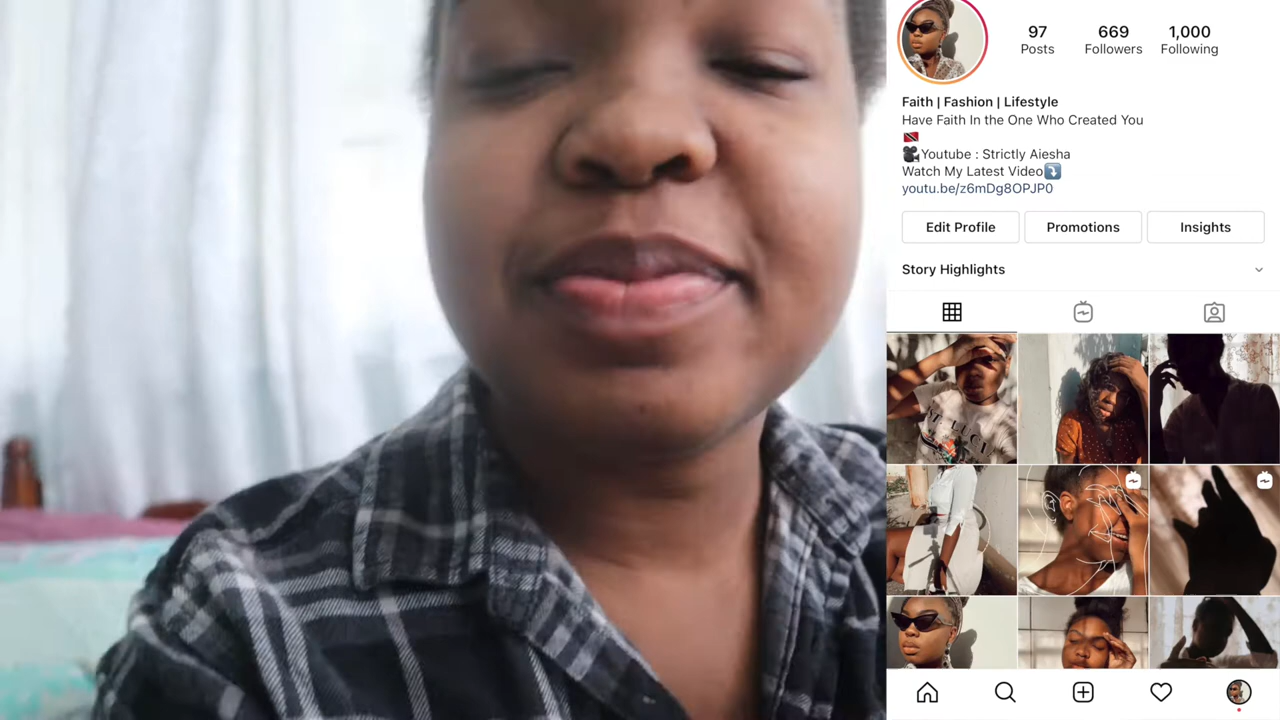 97
669
1,000
Posts
Followers
Following
Faith | Fashion | Lifestyle
Have Faith In the One Who Created You
🇹🇹
🎥Youtube : Strictly Aiesha
Watch My Latest Video⤵️
youtu.be/z6mDg8OPJP0
Edit Profile
Promotions
Insights
Story Highlights